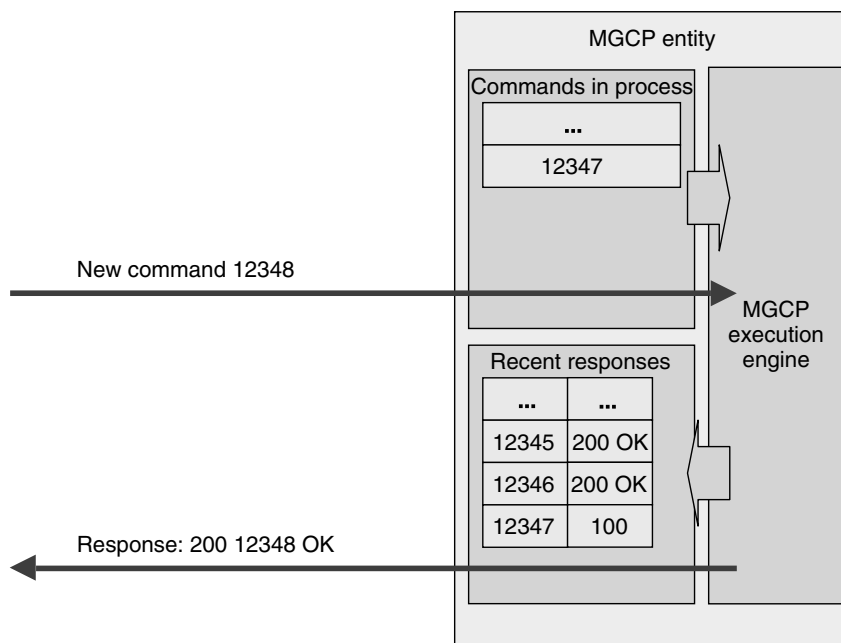 MGCP entity
Commands in process
...
12347
New command 12348
MGCP
execution
engine
Recent responses
... ...
12345 200 OK
12346 200 OK
12347 100
Response: 200 12348 OK